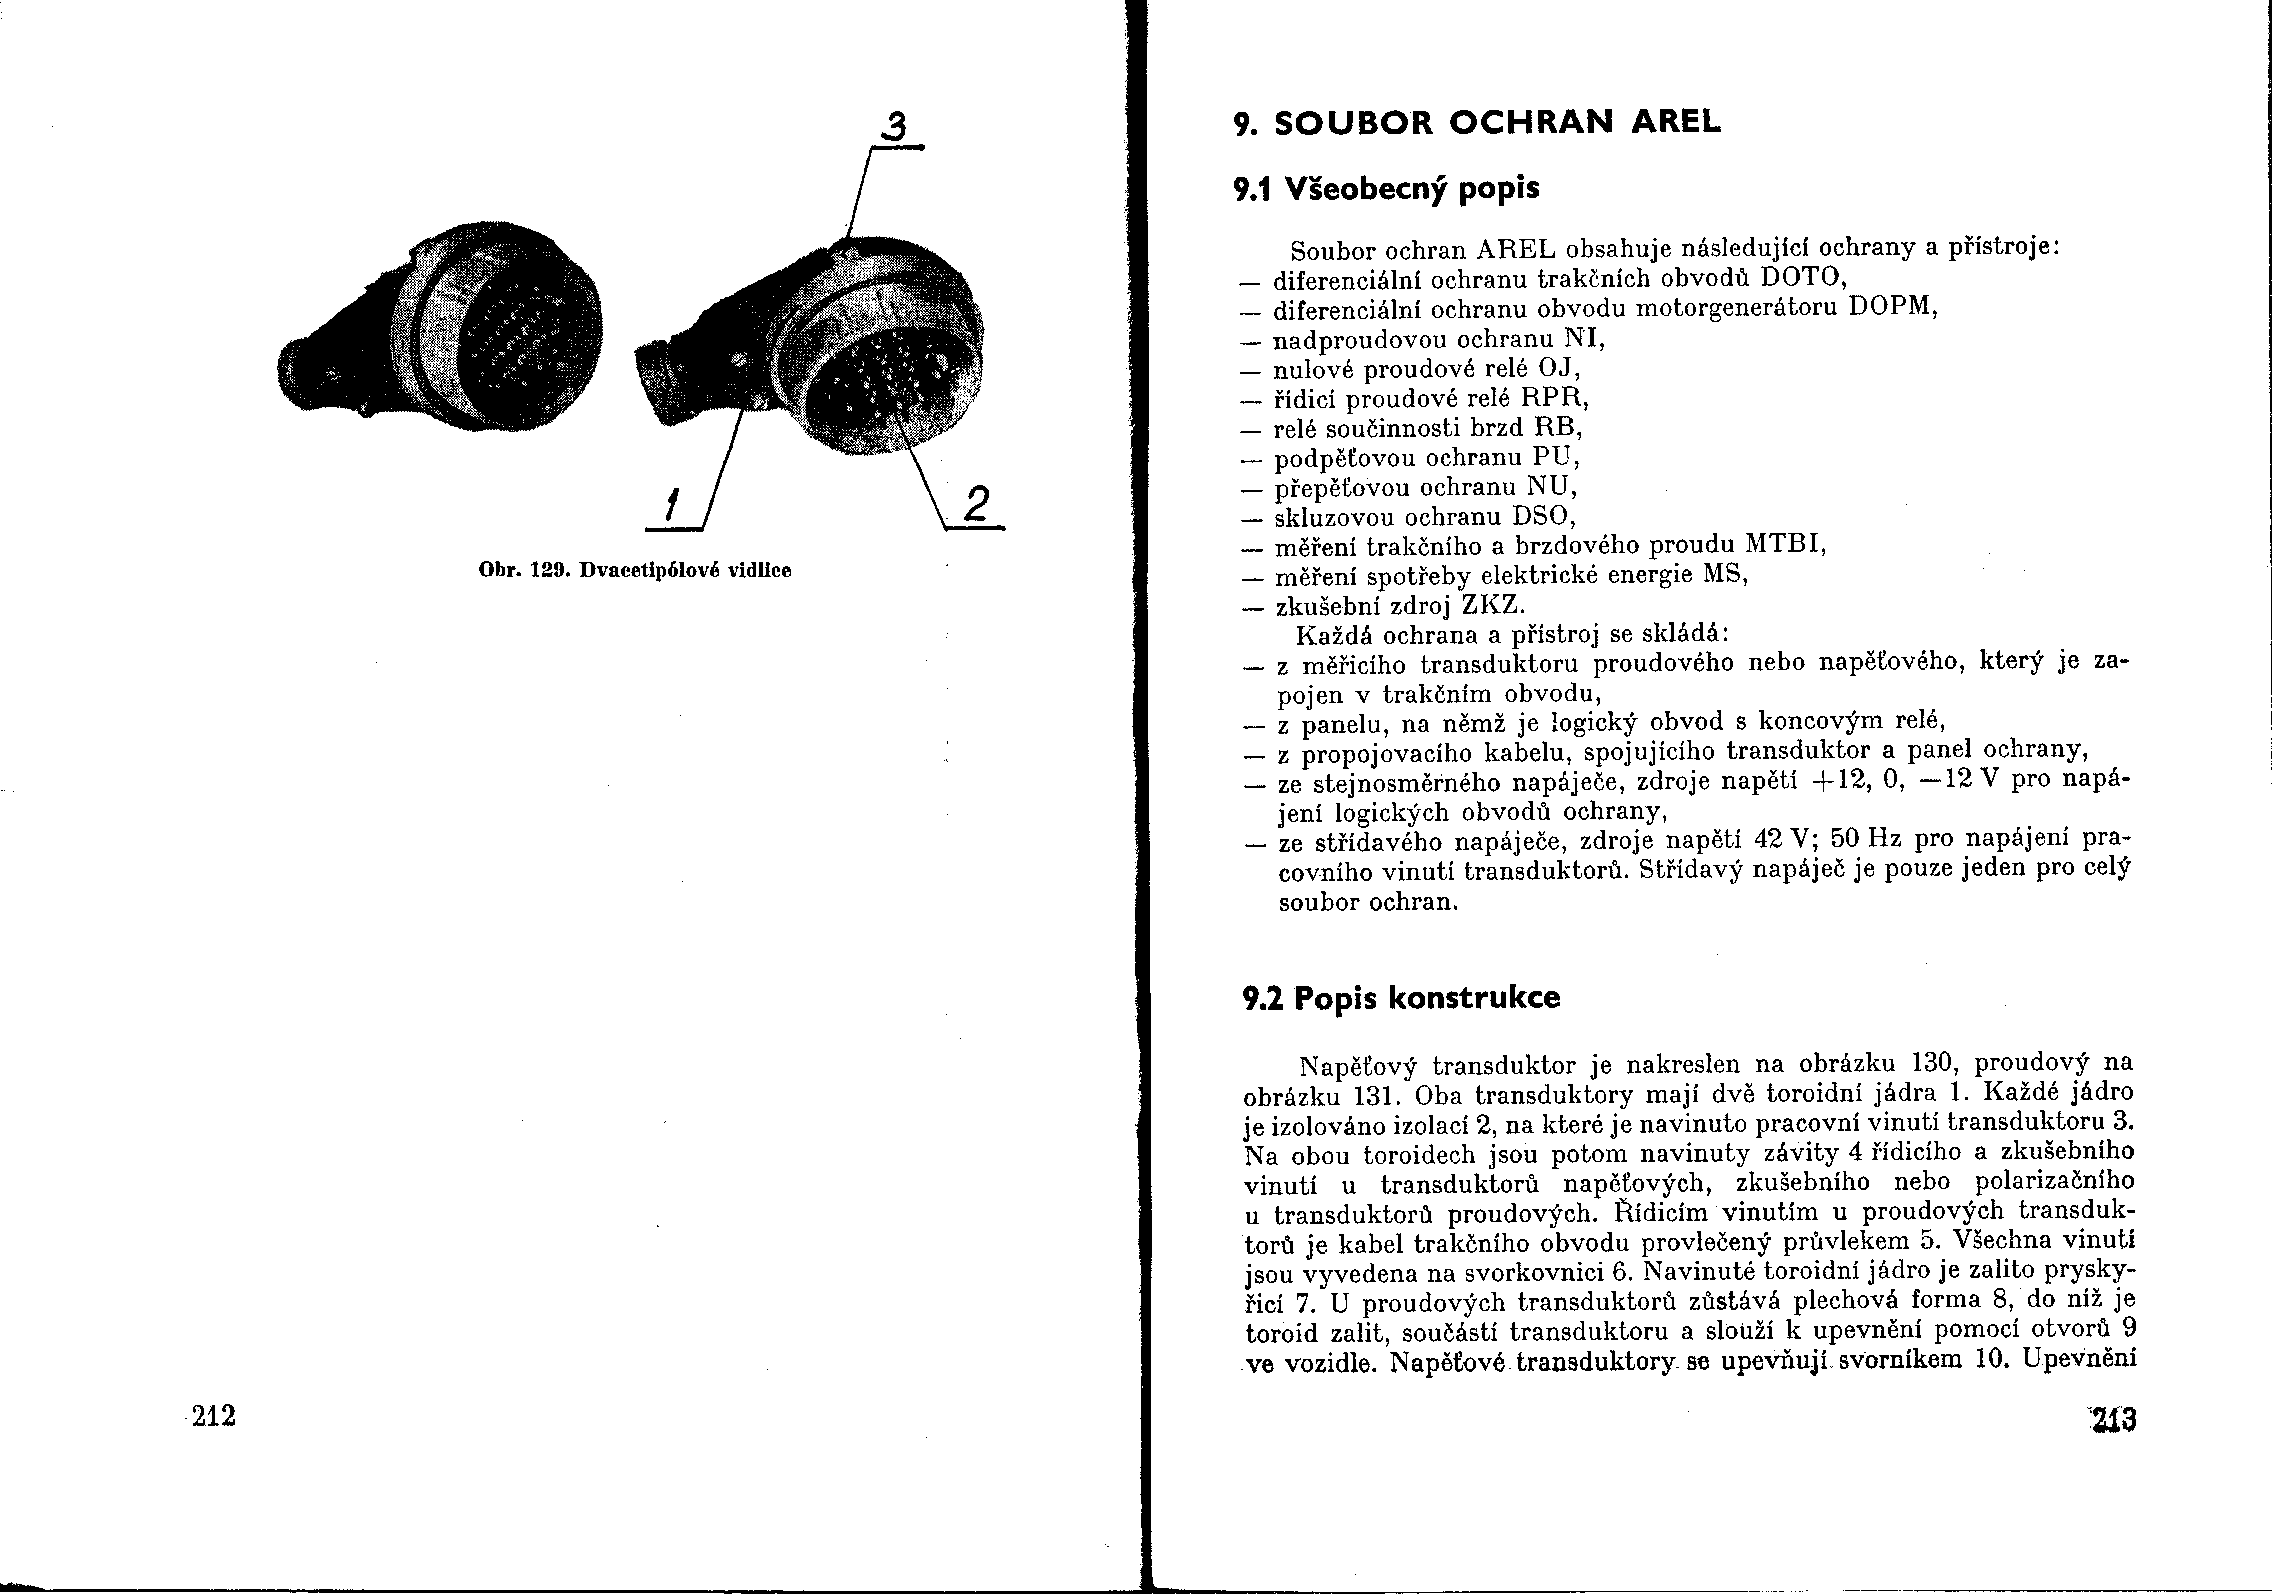 3
1
2
Obr. 129. Dvacetipólové vidlice
212
9. SOUBOR OCHRAN AREL
9.1 Všeobecný popis
Soubor ochran AREL obsahuje následující ochrany a přístroje:
— diferenciální ochranu trakčních obvodů DOTO,
— diferenciální ochranu obvodu motorgenerátoru DOPM,
— nadproudovou ochranu NI,
— nulové proudové relé OJ,
— řídicí proudové relé RPR,
— relé součinnosti brzd RB,
— podpěťovou ochranu PU,
— přepěťovou ochranu NU,
— skluzovou ochranu DSO,
— měření trakčního a brzdového proudu MTBI,
— měření spotřeby elektrické energie MS,
— zkušební zdroj ZKZ.
Každá ochrana a přístroj se skládá:
— z měřicího transduktoru proudového nebo napěťového, který je za-
pojen v trakčním obvodu,
— z panelu, na němž je logický obvod s koncovým relé,
— z propojovacího kabelu, spojujícího transduktor a panel ochrany,
— ze stejnosměrného napáječe, zdroje napětí +12, 0, —12 V pro napá-
jení logických obvodů ochrany,
— ze střídavého napáječe, zdroje napětí 42 V; 50 Hz pro napájení pra-
covního vinutí transduktorů. Střídavý napáječ je pouze jeden pro celý
soubor ochran.
9.2 Popis konstrukce
Napěťový transduktor je nakreslen na obrázku 130, proudový na
obrázku 131. Oba transduktory mají dvě toroidní jádra 1. Každé jádro
je izolováno izolací 2, na které je navinuto pracovní vinutí transduktoru 3.
Na obou toroidech jsou potom navinuty závity 4 řídicího a zkušebního
vinutí u transduktorů napěťových, zkušebního nebo polarizačního
u transduktorů proudových. Řídicím vinutím u proudových transduk-
torů je kabel trakčního obvodu provlečený průvlekem 5. Všechna vinutí
jsou vyvedena na svorkovnici 6. Navinuté toroidní jádro je zalito prysky-
řicí 7. U proudových transduktorů zůstává plechová forma 8, do níž je
toroid zalit, součástí transduktoru a slouží k upevnění pomocí otvorů 9
ve vozidle. Napěťové transduktory se upevňují svorníkem 10. Upevnění
213